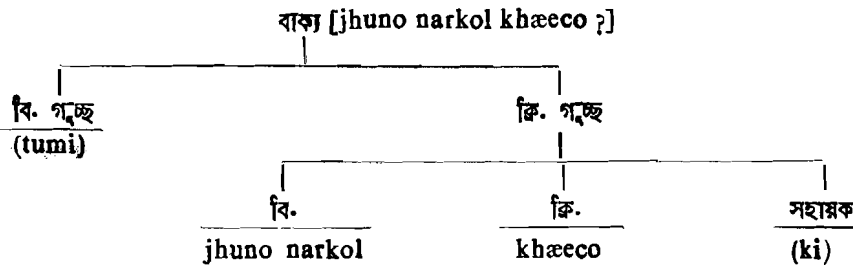 বাক্য [jhuno narkol khæeco ?]
বি. গুচ্ছ ক্রি. গুচ্ছ
(tumi)
বি. ক্রি. সহায়ক
jhuno narkol khæeco (ki)